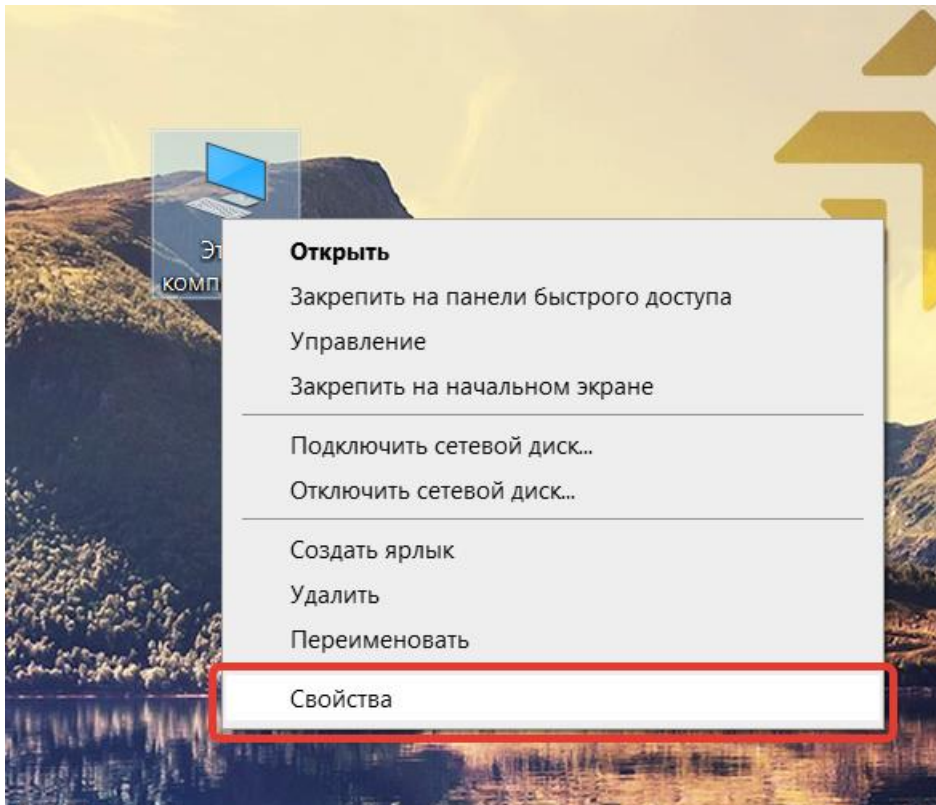 Эт
комп
Открыть
Закрепить на панели быстрого доступа
Управление
Закрепить на начальном экране
Подключить сетевой диск...
Отключить сетевой диск...
Создать ярлык
Удалить
Переименовать
Свойства